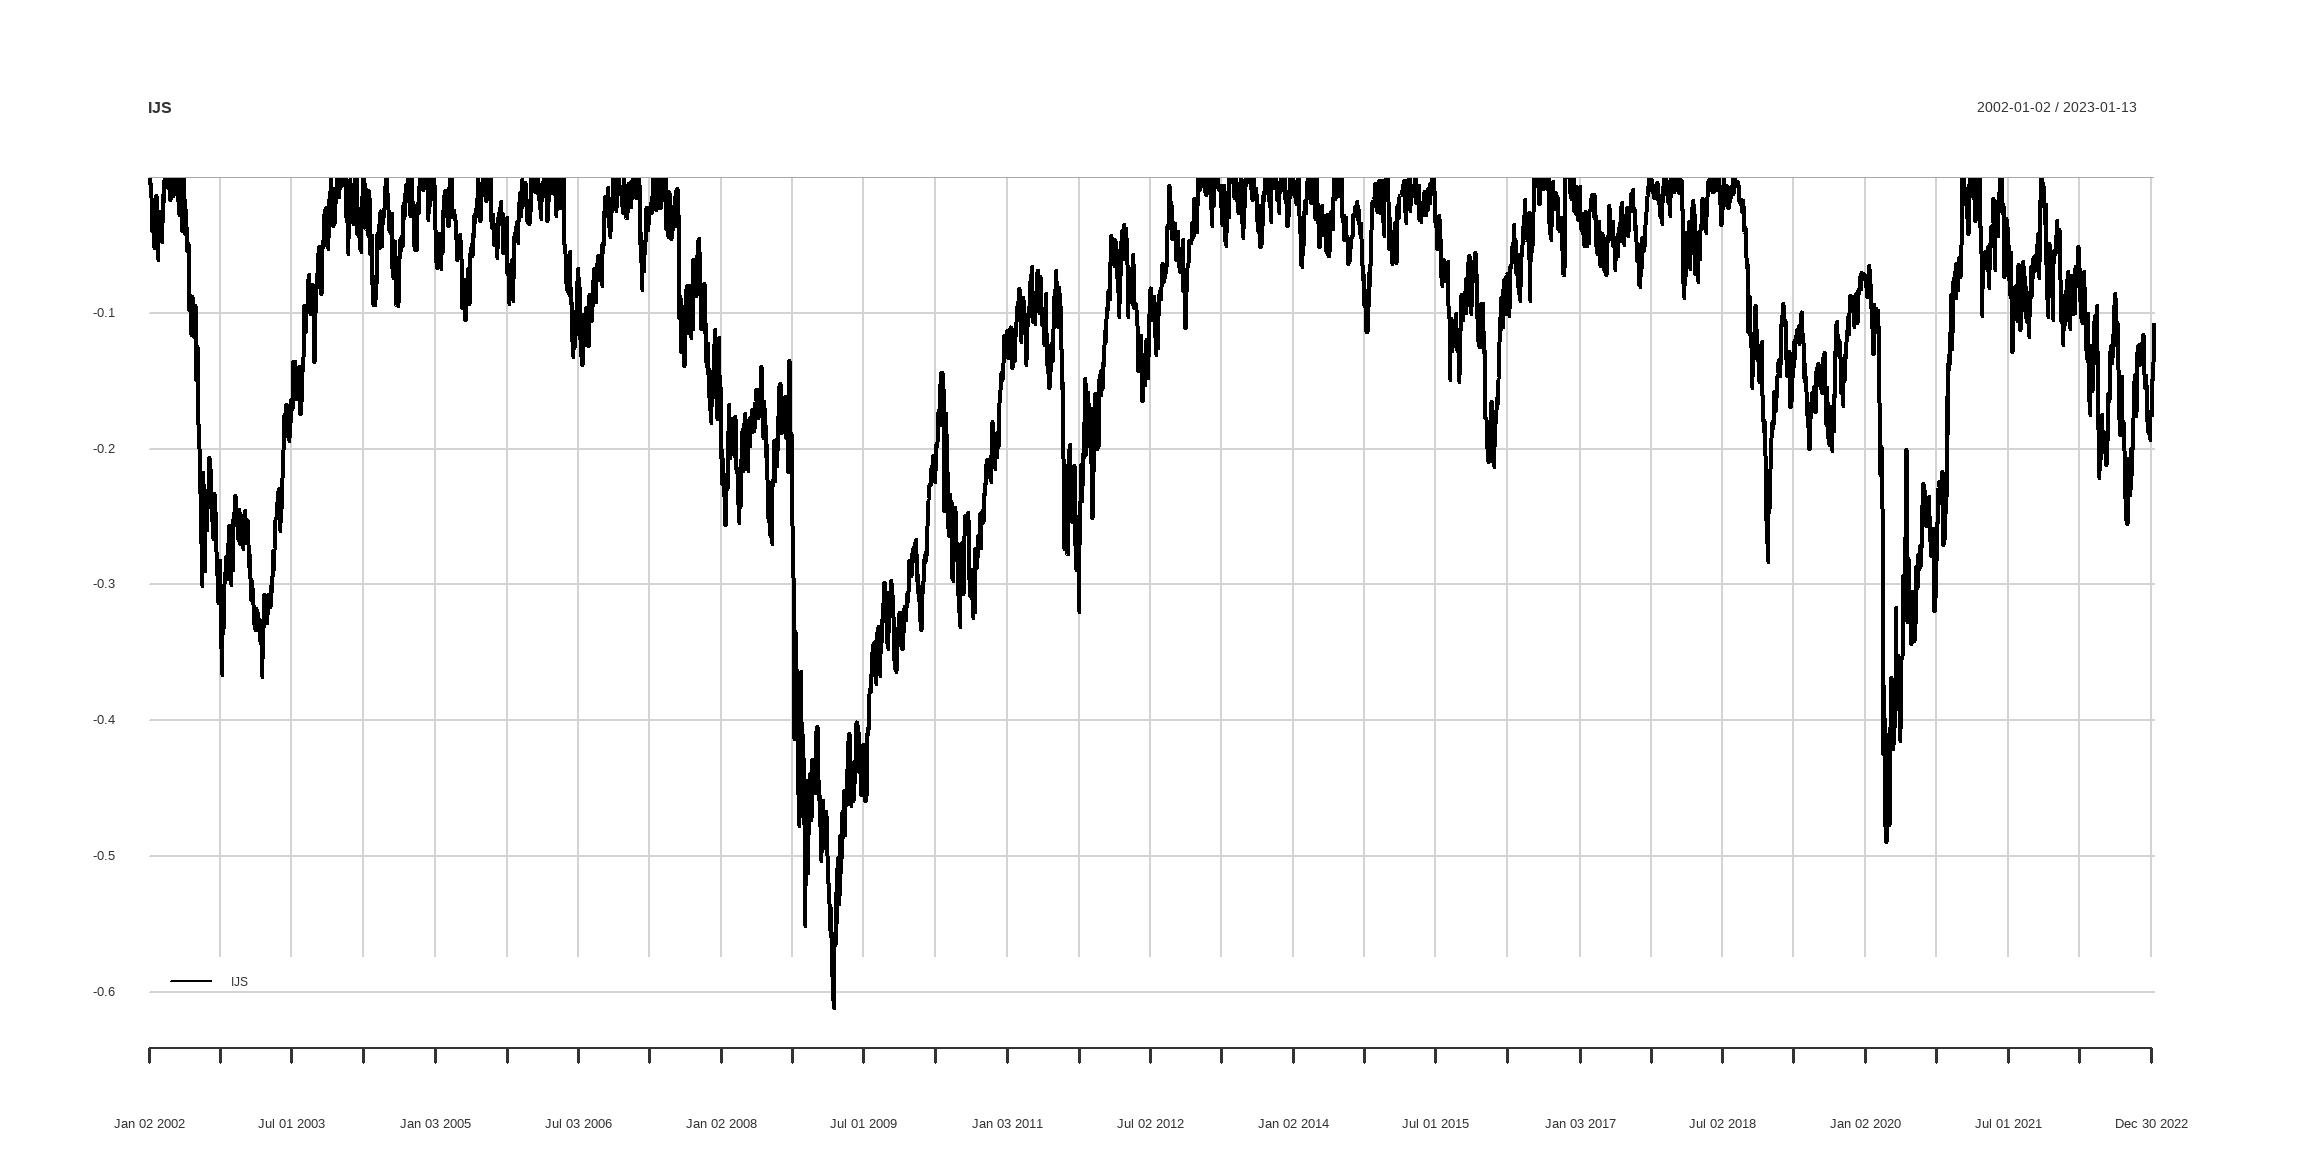 IJS
2002-01-02 / 2023-01-13
-0.1
-0.2
-0.3
-0.4
-0.5
-0.6
IJS
Jan 02 2002
Jul 01 2003
Jan 03 2005
Jul 03 2006
Jan 02 2008
Jul 01 2009
Jan 03 2011
Jul 02 2012
Jan 02 2014
Jul 01 2015
Jan 03 2017
Jul 02 2018
Jan 02 2020
Jul 01 2021
Dec 30 2022